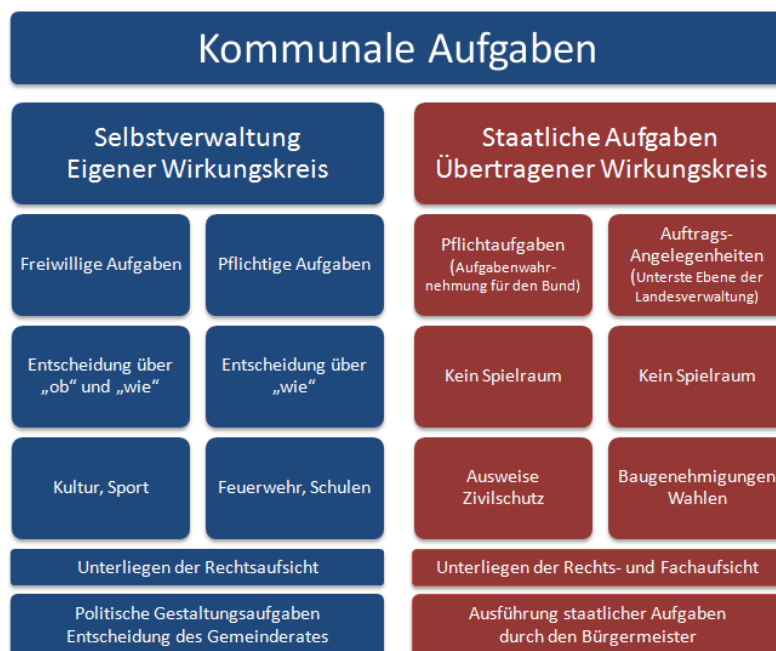 Kommunale Aufgaben
Selbstverwaltung
Eigener Wirkungskreis
Staatliche Aufgaben
Übertragener Wirkungskreis
Freiwillige Aufgaben
Pflichtige Aufgaben
Pflichtaufgaben
(Aufgabenwahr-
nehmung für den Bund)
Auftrags-
Angelegenheiten
(Unterste Ebene der
Landesverwaltung)
Entscheidung über
„ob“ und „wie“
Entscheidung über
„wie“
Kein Spielraum
Kein Spielraum
Kultur, Sport
Feuerwehr, Schulen
Ausweise
Zivilschutz
Baugenehmigungen
Wahlen
Unterliegen der Rechtsaufsicht
Unterliegen der Rechts- und Fachaufsicht
Politische Gestaltungsaufgaben
Entscheidung des Gemeinderates
Ausführung staatlicher Aufgaben
durch den Bürgermeister